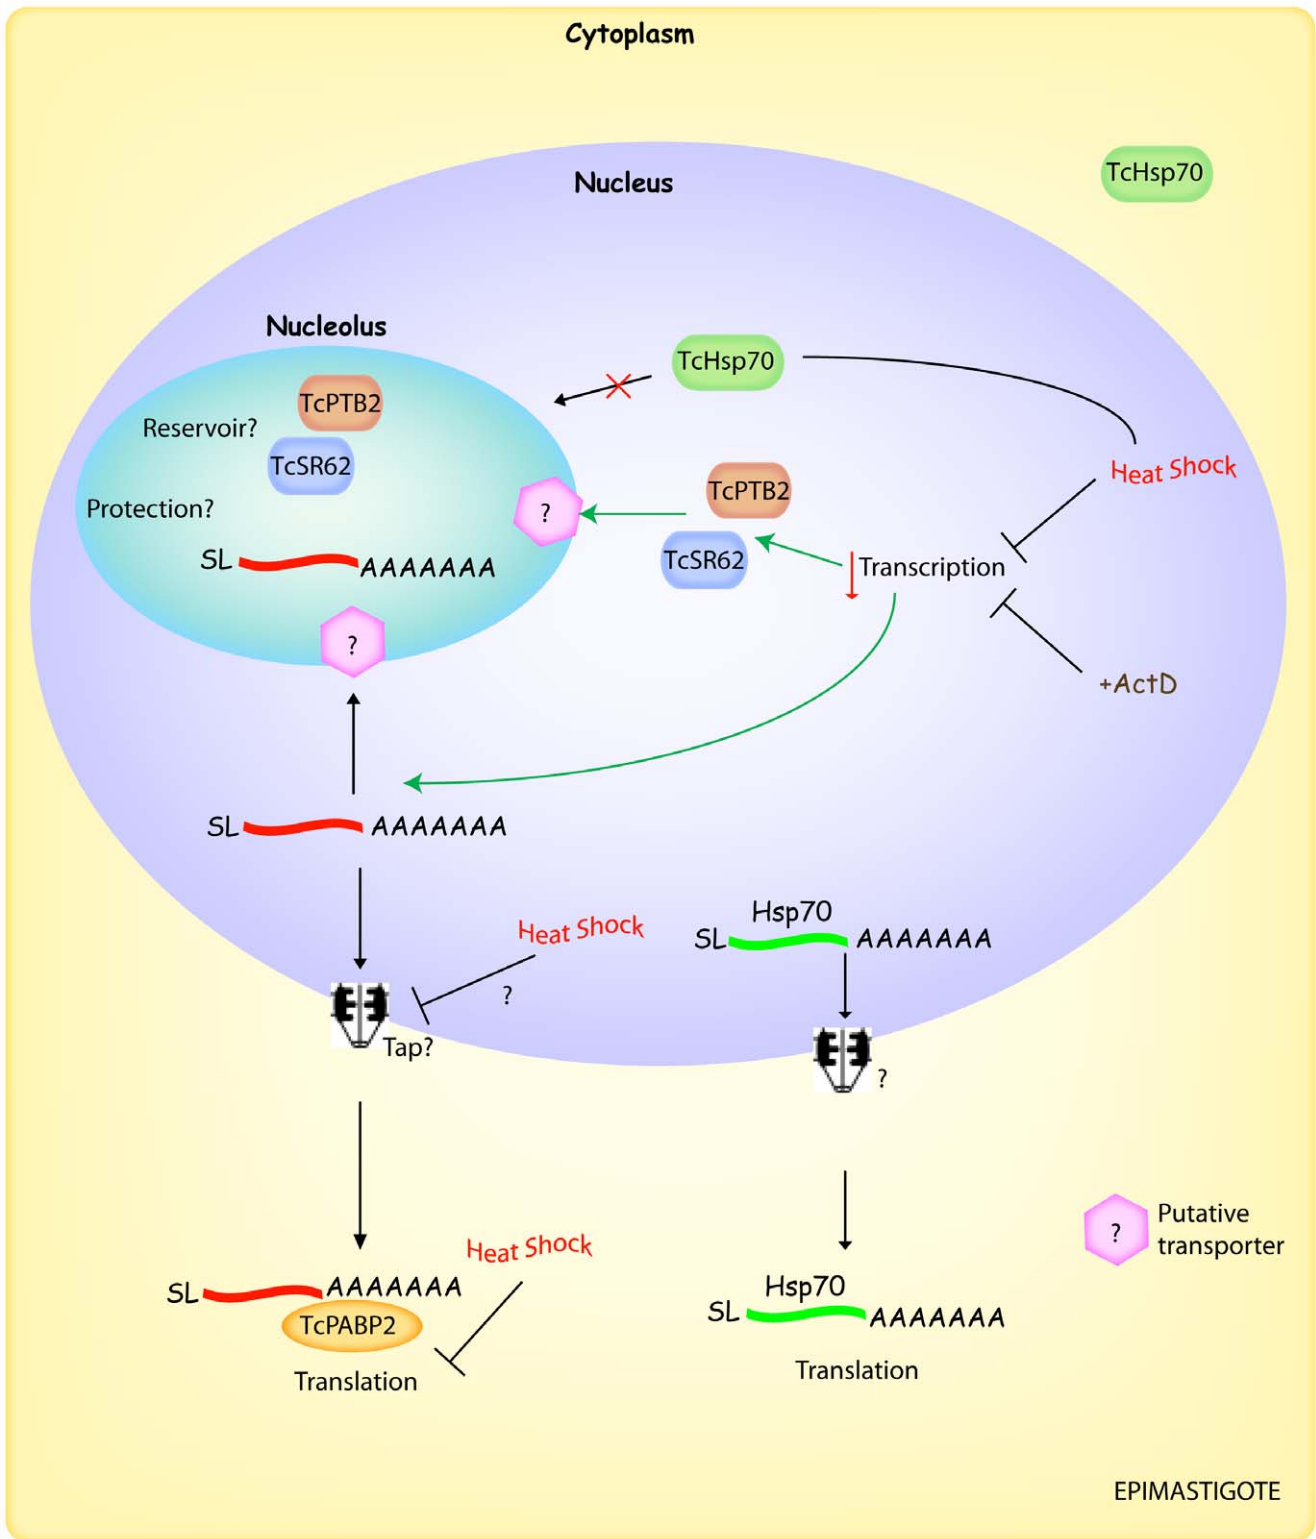 Cytoplasm
TcHsp70
Nucleus
Nucleolus
TcHsp70
TcPTB2
Reservoir?
TcSR62
Heat Shock
Protection?
?
TcPTB2
TcSR62
Transcription
SL AAAAAAA
?
+ActD
SL AAAAAAA
Heat Shock
?
Hsp70
SL AAAAAAA
Tap?
?
Putative
transporter
?
Heat Shock
SL AAAAAAA
TcPABP2
Translation
Hsp70
SL AAAAAAA
Translation
EPIMASTIGOTE